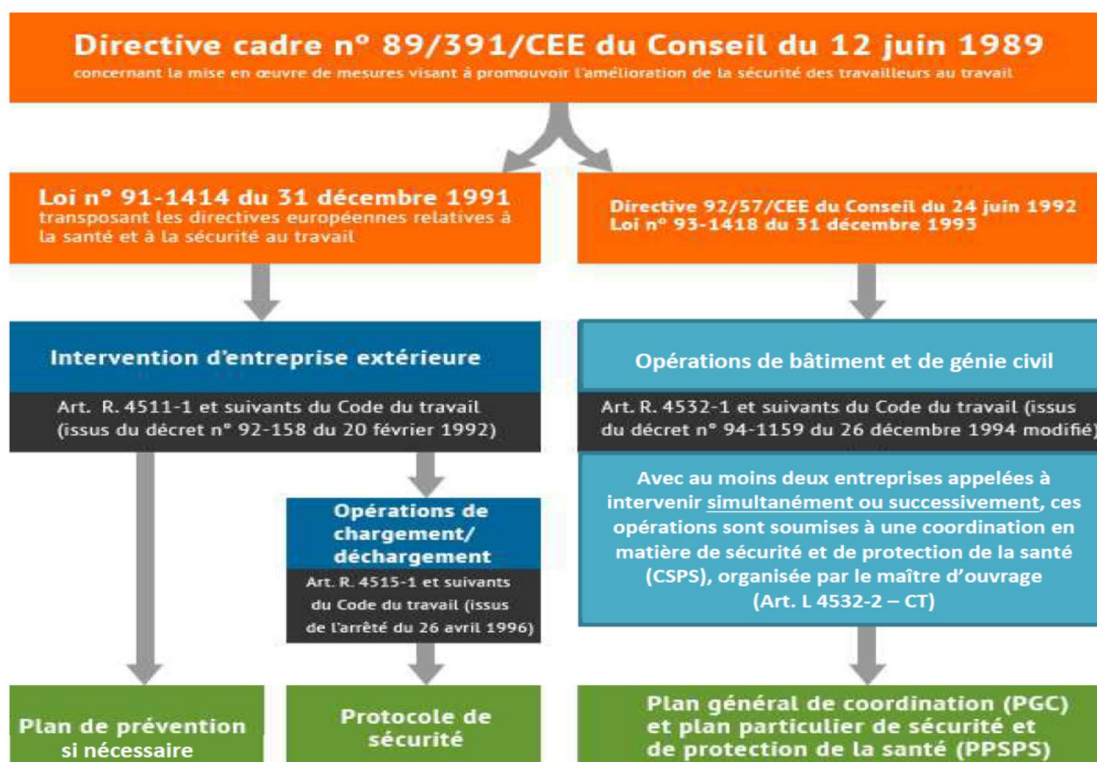 Directive cadre n° 89/391/CEE du Conseil du 12 juin 1989
concernant la mise en œuvre de mesures visant à promouvoir l'amélioration de la sécurité des travailleurs au travail
Loi n° 91-1414 du 31 décembre 1991
transposant les directives européennes relatives à
la santé et à la sécurité au travail
Directive 92/57/CEE du Conseil du 24 juin 1992
Loi n° 93-1418 du 31 décembre 1993
Intervention d'entreprise extérieure
Art. R. 4511-1 et suivants du Code du travail
(issus du décret n° 92-158 du 20 février 1992)
Opérations de bâtiment et de génie civil
Art. R. 4532-1 et suivants du Code du travail (issus
du décret n° 94-1159 du 26 décembre 1994 modifié)
Avec au moins deux entreprises appelées à
intervenir simultanément ou successivement, ces
opérations sont soumises à une coordination en
matière de sécurité et de protection de la santé
(CSPS), organisée par le maître d'ouvrage
(Art. L 4532-2 – CT)
Opérations de
chargement/
déchargement
Art. R. 4515-1 et suivants
du Code du travail (issus
de l'arrêté du 26 avril 1996)
Plan de prévention
si nécessaire
Protocole de
sécurité
Plan général de coordination (PGC)
et plan particulier de sécurité et
de protection de la santé (PPSPS)